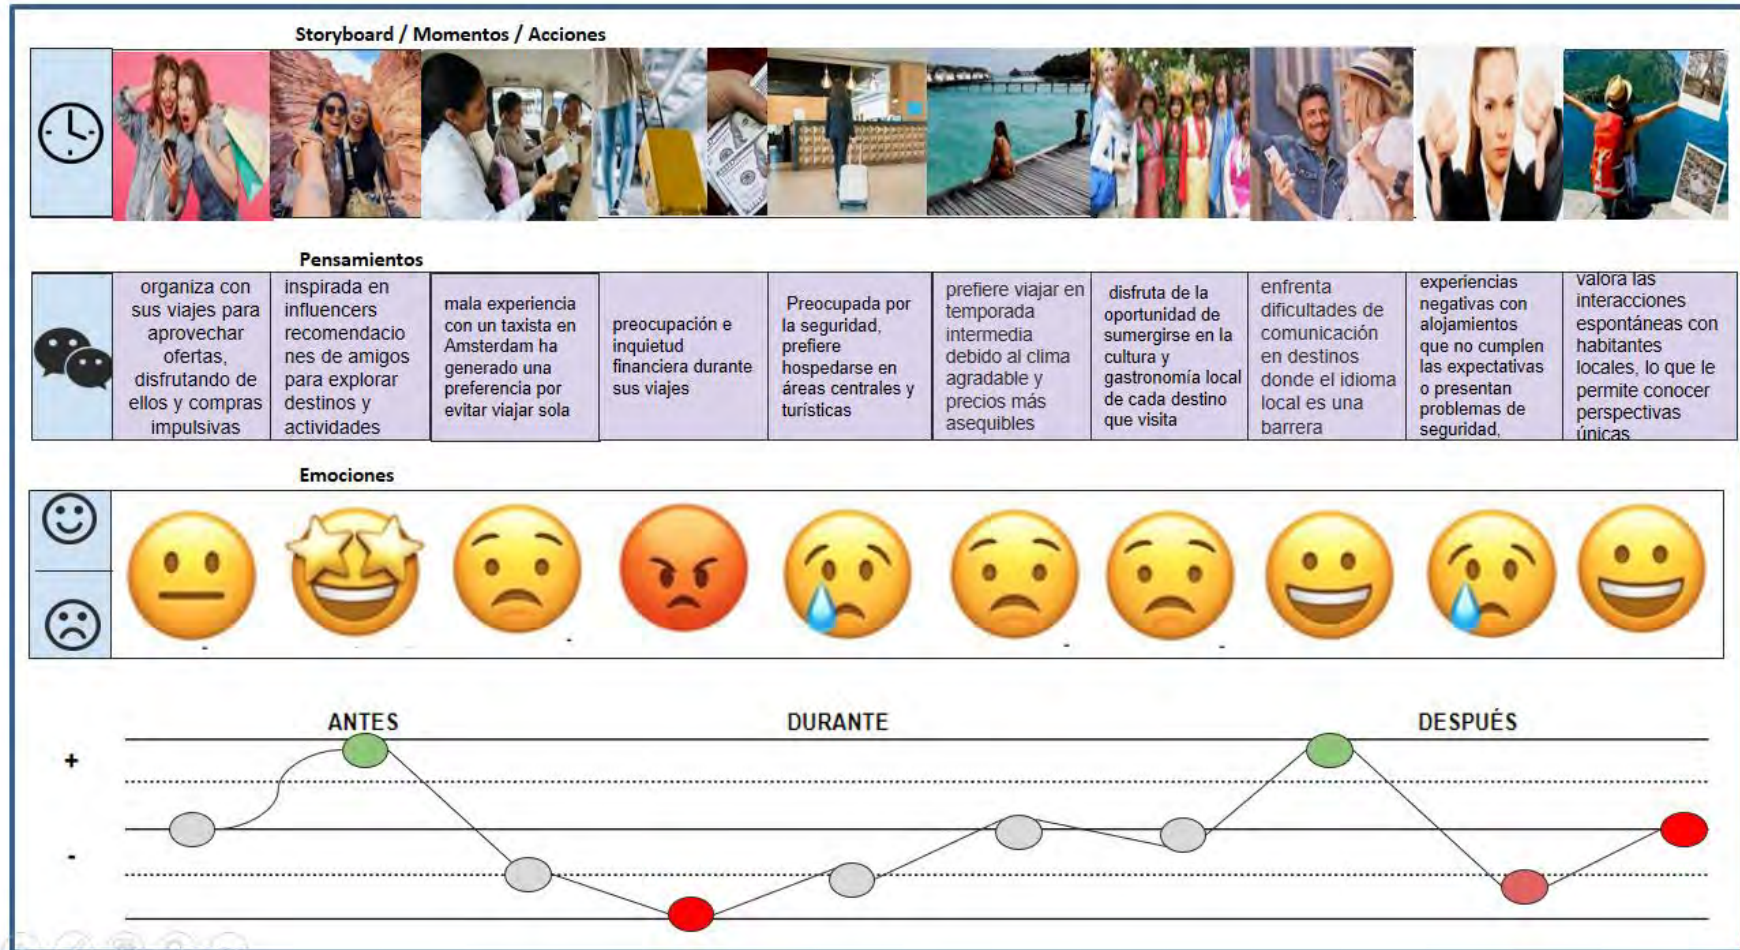 Storyboard / Momentos / Acciones
Pensamientos
organiza con
sus viajes para
aprovechar
ofertas,
disfrutando de
ellos y compras
impulsivas
inspirada en
influencers
recomendacio
nes de amigos
para explorar
destinos y
actividades
mala experiencia
con un taxista en
Amsterdam ha
generado una
preferencia por
evitar viajar sola
preocupación e
inquietud
financiera durante
sus viajes
Preocupada por
la seguridad,
prefiere
hospedarse en
áreas centrales y
turísticas
prefiere viajar en
temporada
intermedia
debido al clima
agradable y
precios más
asequibles
disfruta de la
oportunidad de
sumergirse en la
cultura y
gastronomía local
de cada destino
que visita
enfrenta
dificultades de
comunicación
en destinos
donde el idioma
local es una
barrera
experiencias
negativas con
alojamientos
que no cumplen
las expectativas
o presentan
problemas de
seguridad,
valora las
interacciones
espontáneas con
habitantes
locales, lo que le
permite conocer
perspectivas
únicas
Emociones
ANTES
DURANTE
DESPUÉS
+
-